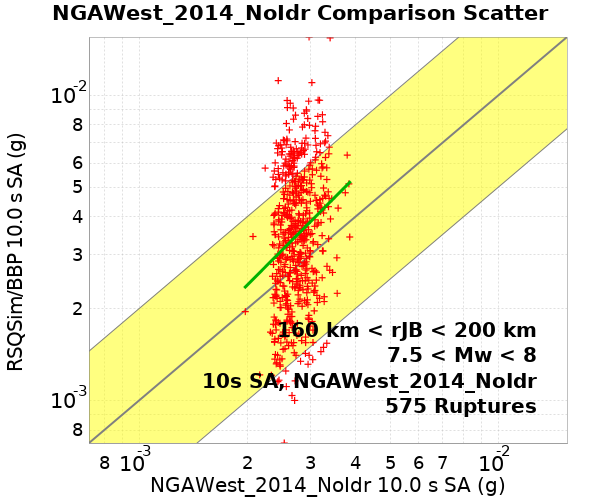 NGAWest_2014_NoIdr Comparison Scatter
RSQSim/BBP 10.0 s SA (g)
10-2
8
6
5
4
3
2
10-3
8
160 km < rJB < 200 km
7.5 < Mw < 8
10s SA, NGAWest_2014_NoIdr
575 Ruptures
8 10-3 2 3 4 5 6 7 10-2
NGAWest_2014_NoIdr 10.0 s SA (g)